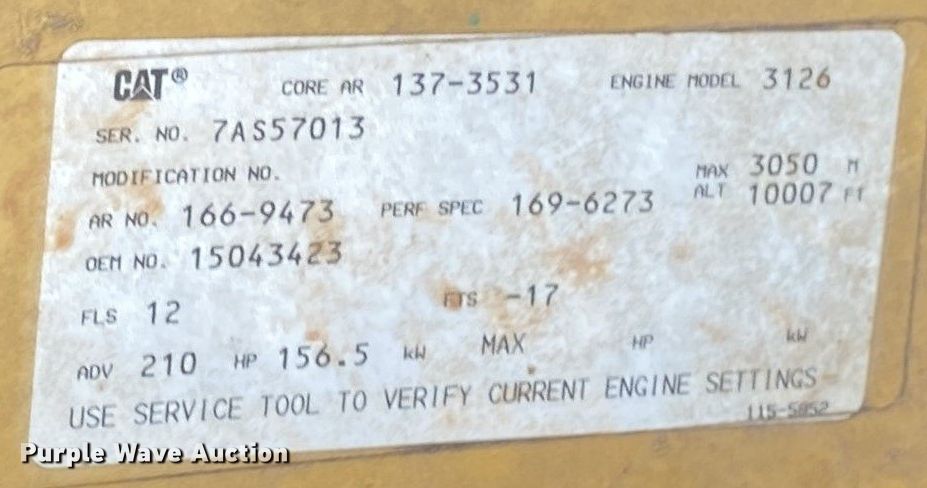 CAT® CORE AR 137-3531 ENGINE MODEL 3126
SER. NO. 7AS57013
MODIFICATION NO.
MAX 3050 M
ALT 10007 FT
AR NO. 166-9473 PERF SPEC 169-6273
OEM NO. 15043423
FLS 12 FTS -17
ADV 210 HP 156.5 kW MAX HP kW
USE SERVICE TOOL TO VERIFY CURRENT ENGINE SETTINGS
115-5852
Purple Wave Auction